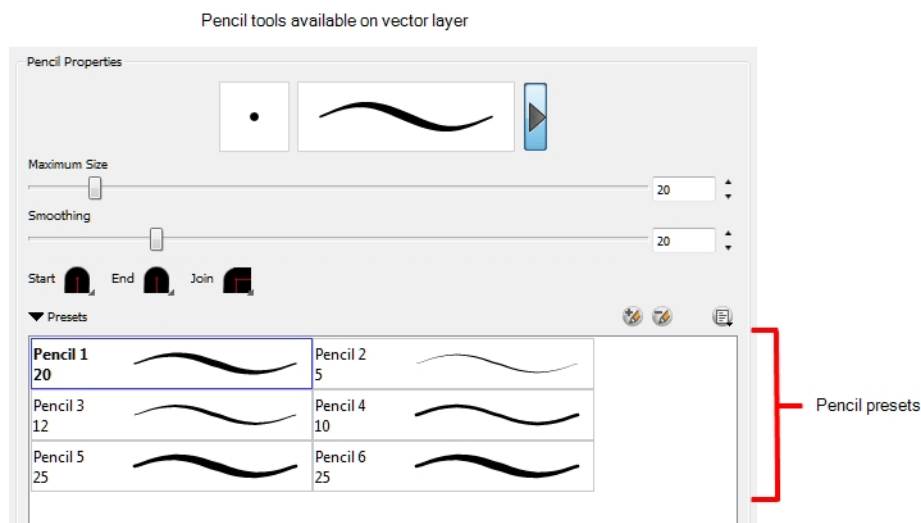 Pencil tools available on vector layer
Pencil Properties
Maximum Size
20
Smoothing
20
Start End Join
Presets
Pencil 1 Pencil 2
20 5
Pencil 3 Pencil 4
12 10
Pencil presets
Pencil 5 Pencil 6
25 25